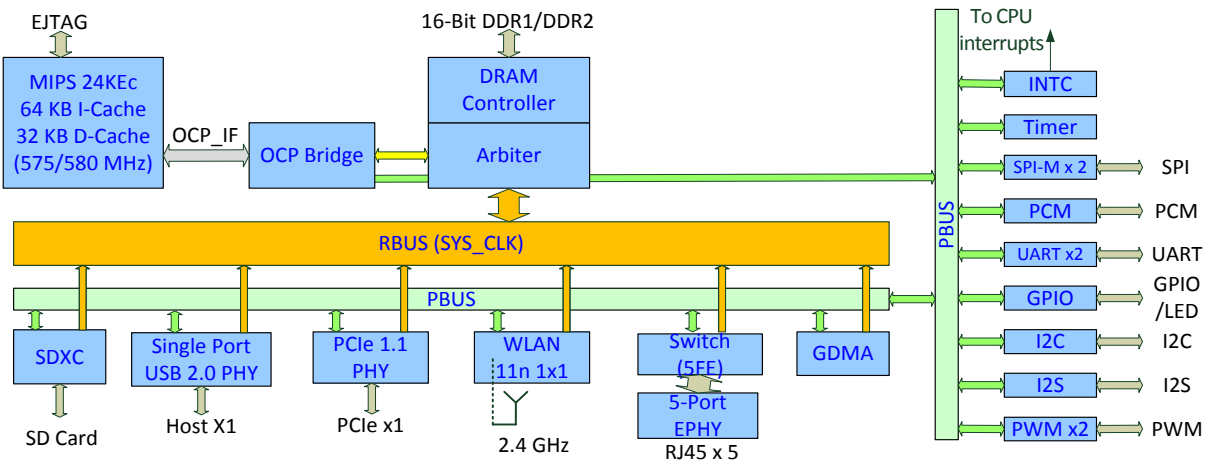 EJTAG
16-Bit DDR1/DDR2
To CPU
interrupts
MIPS 24KEc
64 KB I-Cache
32 KB D-Cache
(575/580 MHz)
OCP_IF
OCP Bridge
DRAM
Controller
Arbiter
RBUS (SYS_CLK)
PBUS
SDXC
Single Port
USB 2.0 PHY
PCIe 1.1
PHY
WLAN
11n 1x1
Switch
(5FE)
GDMA
5-Port
EPHY
SD Card
Host X1
PCIe x1
2.4 GHz
RJ45 x 5
PBUS
INTC
Timer
SPI-M x 2
SPI
PCM
PCM
UART x2
UART
GPIO
GPIO
/LED
I2C
I2C
I2S
I2S
PWM x2
PWM